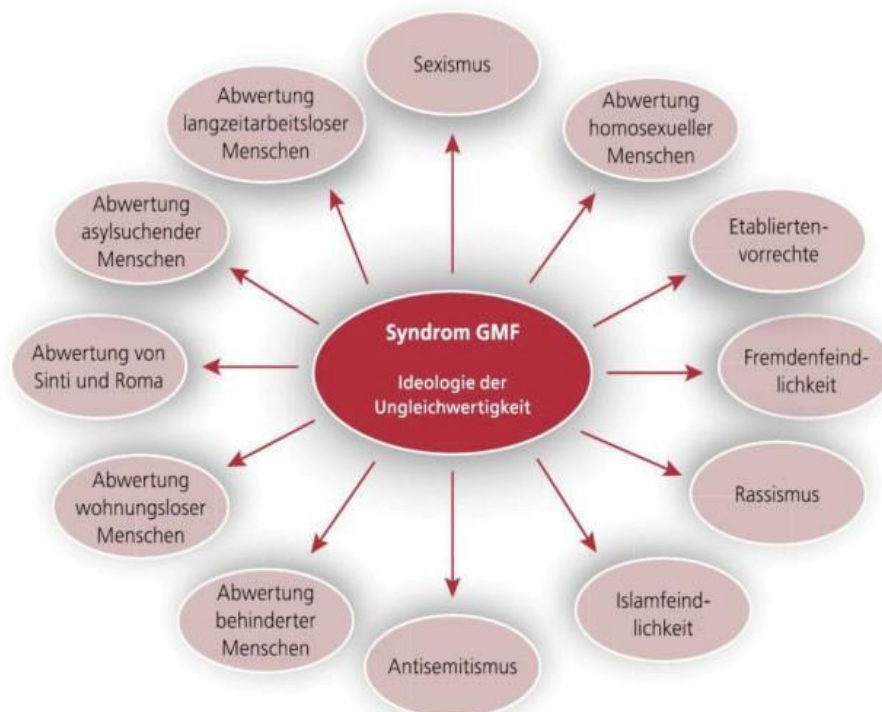 Sexismus
Abwertung
homosexueller
Menschen
Etablierten-
vorrechte
Fremdenfeind-
lichkeit
Rassismus
Islamfeind-
lichkeit
Antisemitismus
Abwertung
behinderter
Menschen
Abwertung
wohnungsloser
Menschen
Abwertung von
Sinti und Roma
Abwertung
asylsuchender
Menschen
Abwertung
langzeitarbeitsloser
Menschen
Syndrom GMF
Ideologie der
Ungleichwertigkeit